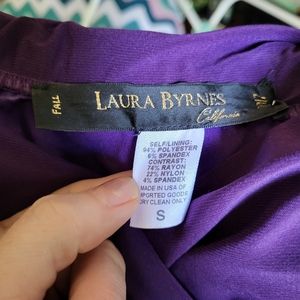 FALL
LAURA BYRNES
California
SELF/LINING:
94% POLYESTER
6% SPANDEX
CONTRAST:
74% RAYON
22% NYLON
4% SPANDEX
MADE IN USA OF
IMPORTED GOODS
DRY CLEAN ONLY
S